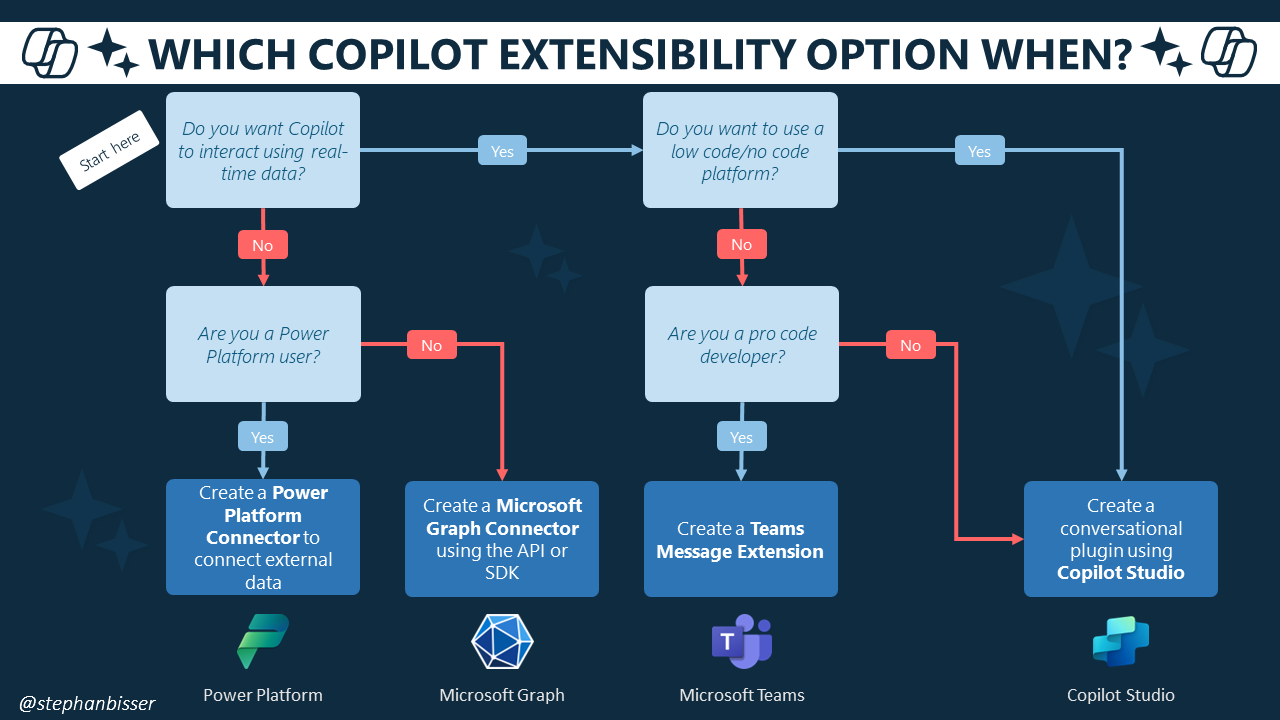 WHICH COPILOT EXTENSIBILITY OPTION WHEN?
Start here
Do you want Copilot
to interact using real-
time data?
Yes
Do you want to use a
low code/no code
platform?
Yes
No
No
Are you a Power
Platform user?
No
Are you a pro code
developer?
No
Yes
Yes
Create a Power
Platform
Connector to
connect external
data
Create a Microsoft
Graph Connector
using the API or
SDK
Create a Teams
Message Extension
Create a
conversational
plugin using
Copilot Studio
T
Power Platform
Microsoft Graph
Microsoft Teams
Copilot Studio
@stephanbisser